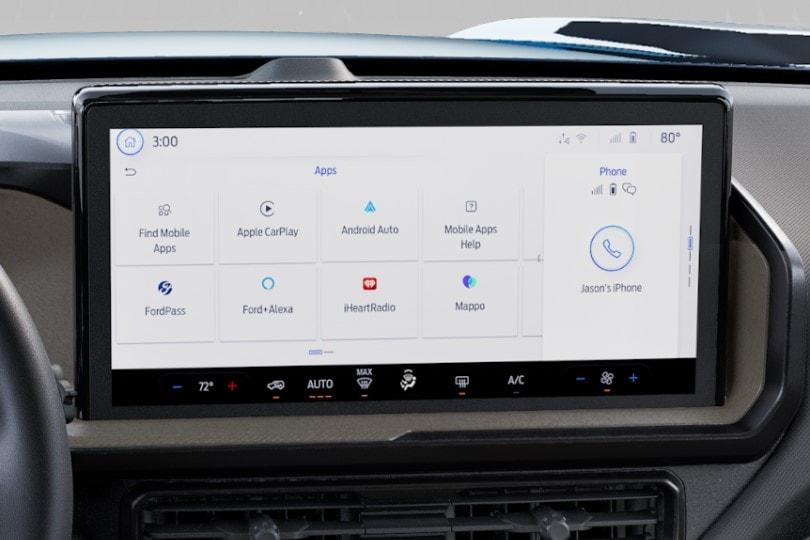 3:00
80°
Apps
Phone
Find Mobile
Apps
Apple CarPlay
Android Auto
Mobile Apps
Help
FordPass
Ford+Alexa
iHeartRadio
Mappo
Jason's iPhone
72°
AUTO
MAX
A/C